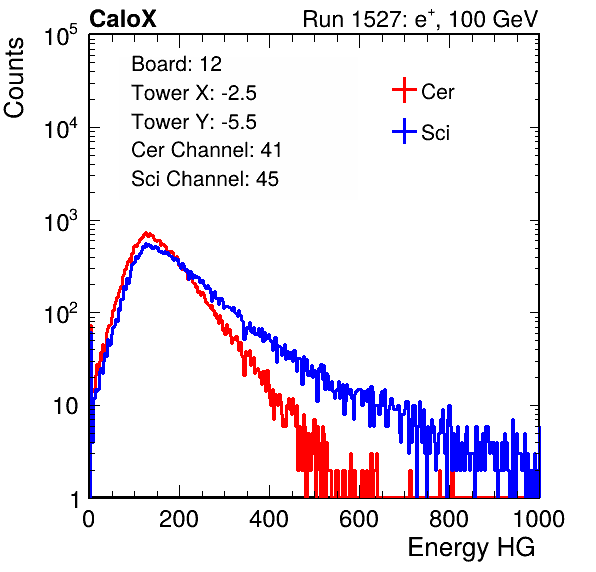 CaloX Run 1527: e+, 100 GeV
Counts
10^5
10^4
10^3
10^2
10
1
Board: 12
Tower X: -2.5
Tower Y: -5.5
Cer Channel: 41
Sci Channel: 45
Cer
Sci
0 200 400 600 800 1000
Energy HG